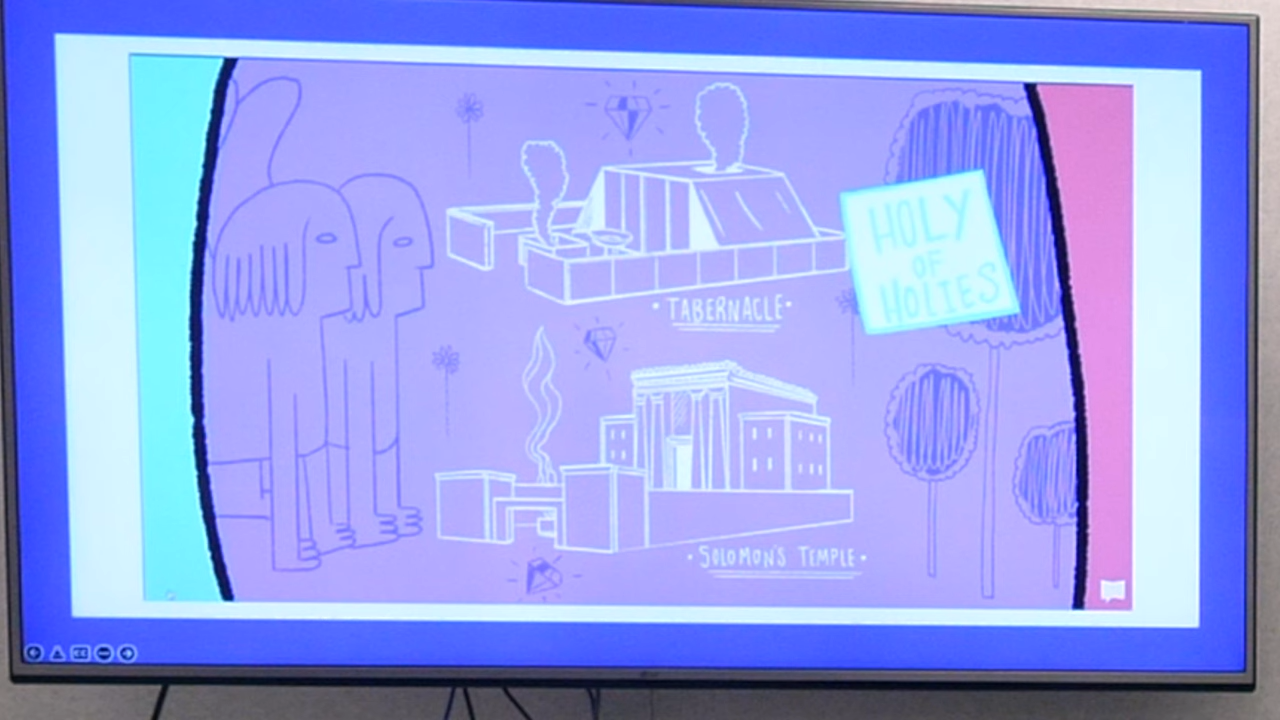 HOLY
OF
HOLIES
• TABERNACLE •
• SOLOMON'S TEMPLE •